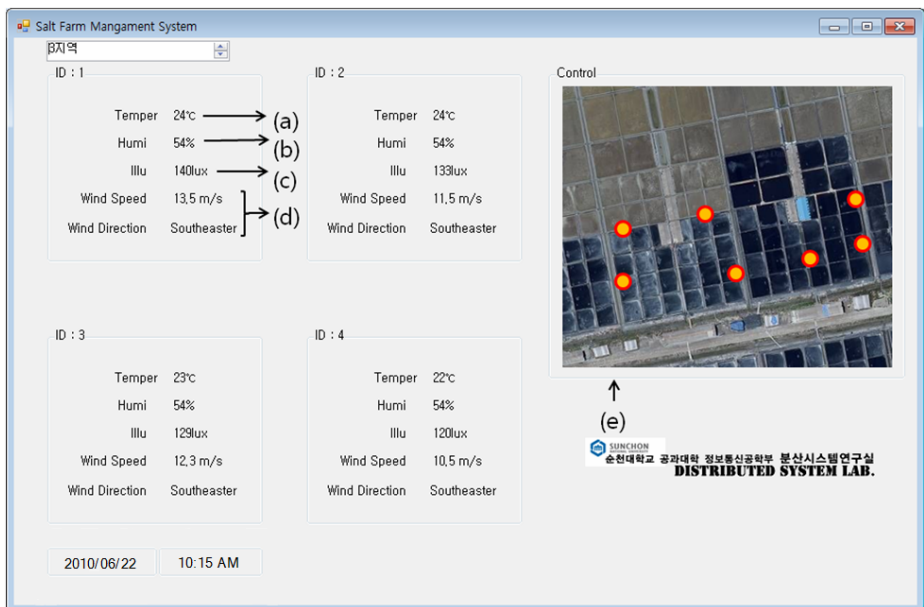 Salt Farm Mangament System
β지역
ID : 1
Temper 24℃
Humi 54%
Illu 140lux
Wind Speed 13,5 m/s
Wind Direction Southeaster
(a)
(b)
(c)
(d)
ID : 2
Temper 24℃
Humi 54%
Illu 133lux
Wind Speed 11,5 m/s
Wind Direction Southeaster
Control
(e)
ID : 3
Temper 23℃
Humi 54%
Illu 129lux
Wind Speed 12,3 m/s
Wind Direction Southeaster
ID : 4
Temper 22℃
Humi 54%
Illu 120lux
Wind Speed 10,5 m/s
Wind Direction Southeaster
SUNCHON
순천대학교 공과대학 정보통신공학부 분산시스템연구실
DISTRIBUTED SYSTEM LAB.
2010/06/22
10:15 AM